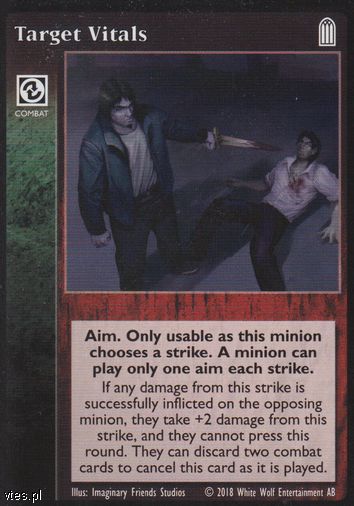 Target Vitals
COMBAT
Aim. Only usable as this minion
chooses a strike. A minion can
play only one aim each strike.
If any damage from this strike is
successfully inflicted on the opposing
minion, they take +2 damage from this
strike, and they cannot press this
round. They can discard two combat
cards to cancel this card as it is played.
Illus: Imaginary Friends Studios © 2018 White Wolf Entertainment AB
vtes.pl